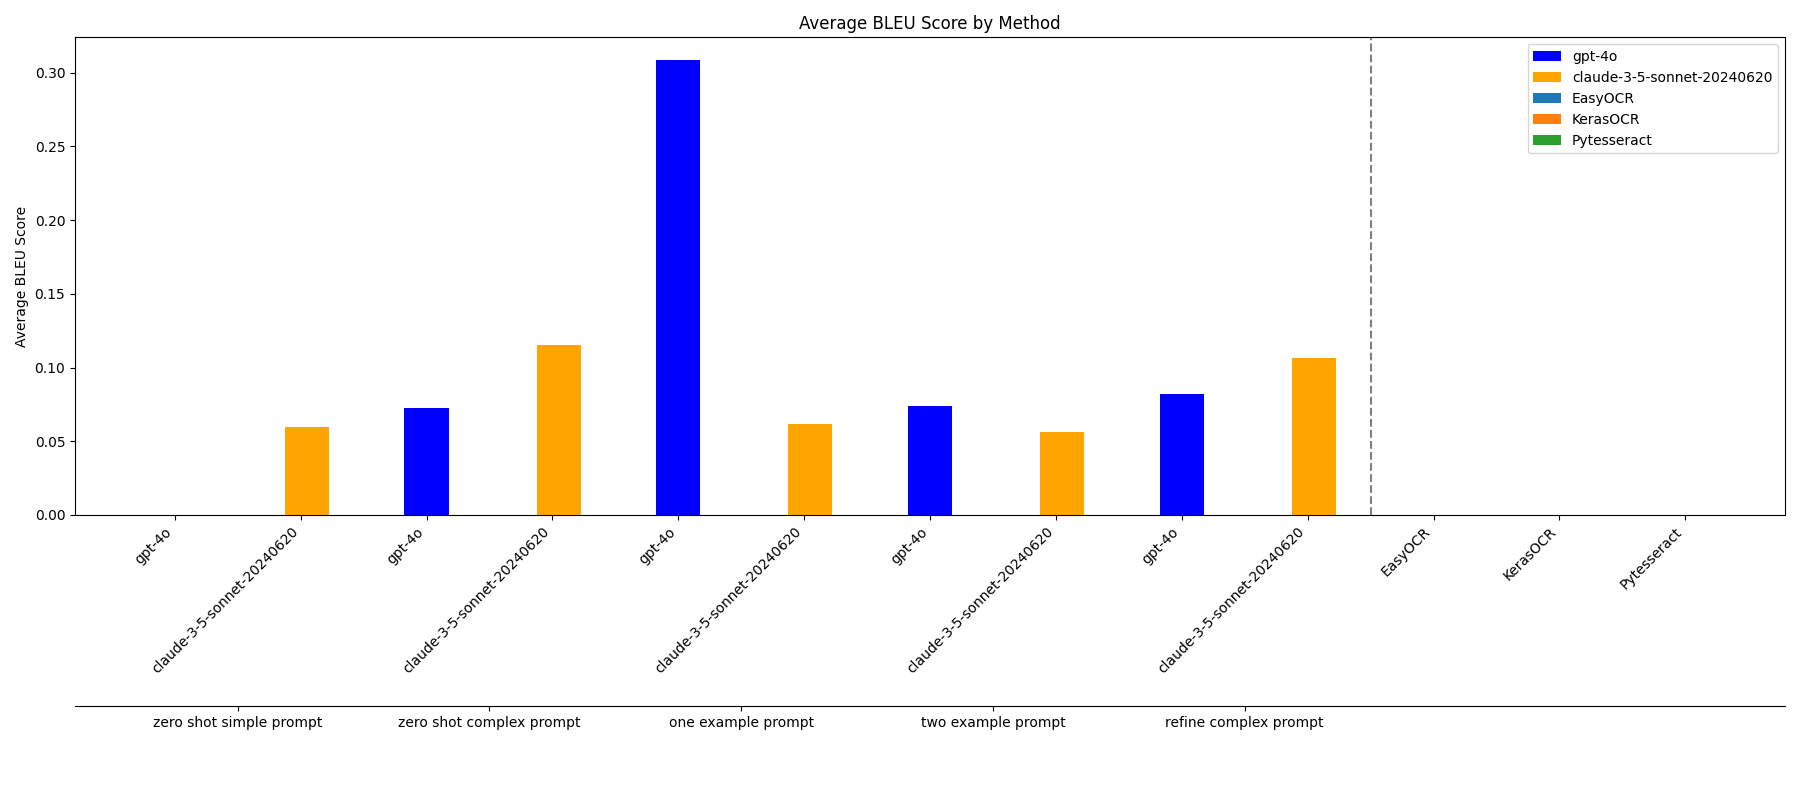 Average BLEU Score by Method
Average BLEU Score
0.30
0.25
0.20
0.15
0.10
0.05
0.00
gpt-4o
claude-3-5-sonnet-20240620
EasyOCR
KerasOCR
Pytesseract
gpt-4o
claude-3-5-sonnet-20240620
gpt-4o
claude-3-5-sonnet-20240620
gpt-4o
claude-3-5-sonnet-20240620
gpt-4o
claude-3-5-sonnet-20240620
gpt-4o
claude-3-5-sonnet-20240620
EasyOCR
KerasOCR
Pytesseract
zero shot simple prompt
zero shot complex prompt
one example prompt
two example prompt
refine complex prompt